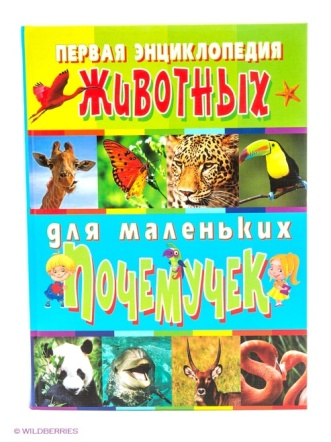 ПЕРВАЯ ЭНЦИКЛОПЕДИЯ
ЖИВОТНЫХ
ДЛЯ МАЛЕНЬКИХ
ПОЧЕМУЧЕК
© WILDBERRIES